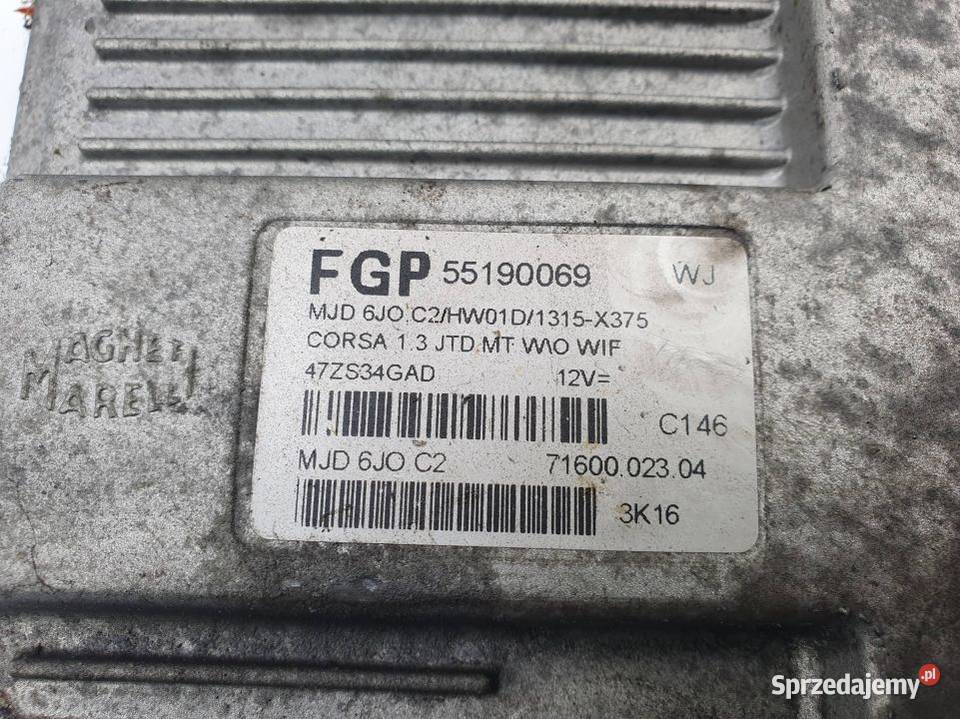 FGP 55190069 WJ
MJD 6JO C2/HW01D/1315-X375
CORSA 1.3 JTD MT W\O WIF
47ZS34GAD 12V=
C146
MJD 6JO C2 71600.023.04
3K16
MAGNETI
MARELLI
Sprzedajemy.pl